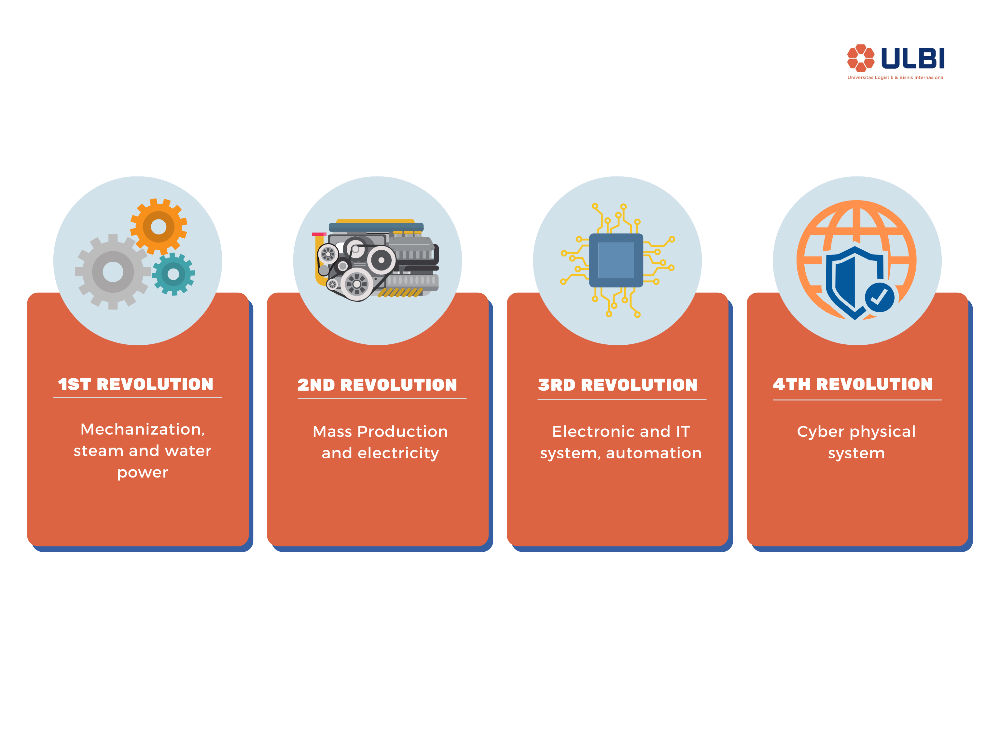 ULBI
Universitas Logistik & Bisnis Internasional
1ST REVOLUTION
Mechanization,
steam and water
power
2ND REVOLUTION
Mass Production
and electricity
3RD REVOLUTION
Electronic and IT
system, automation
4TH REVOLUTION
Cyber physical
system